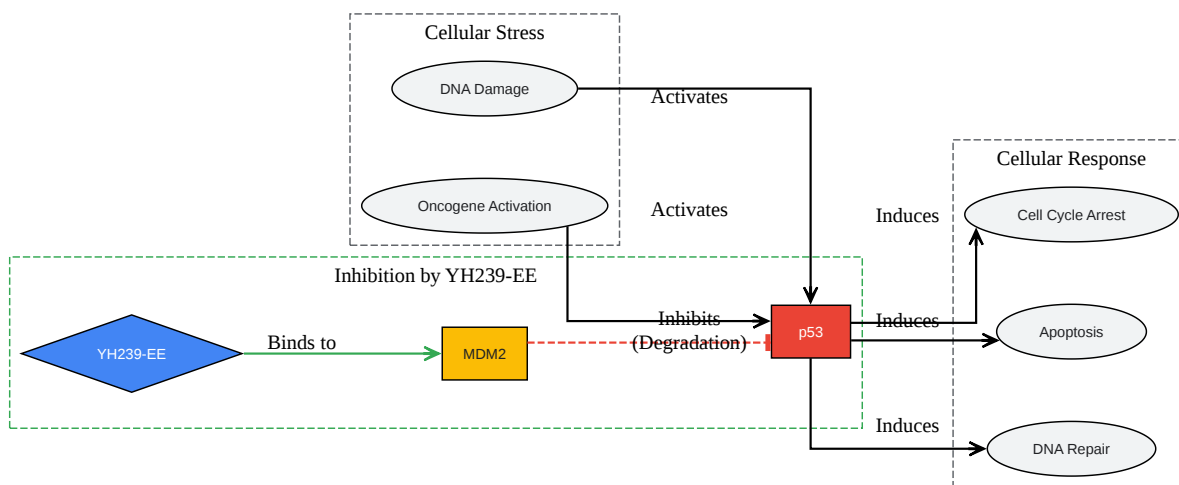 Cellular Stress
DNA Damage
Activates
Cellular Response
Oncogene Activation
Activates
Induces
Cell Cycle Arrest
Inhibition by YH239-EE
YH239-EE
Binds to
MDM2
Inhibits
(Degradation)
p53
Induces
Apoptosis
Induces
DNA Repair